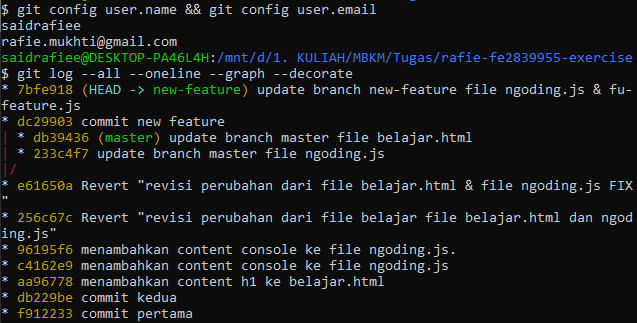 $ git config user.name && git config user.email
saidrafiee
rafie.mukhti@gmail.com
saidrafiee@DESKTOP-PA46L4H:/mnt/d/1. KULIAH/MBKM/Tugas/rafie-fe2839955-exercise
$ git log --all --oneline --graph --decorate
* 7bfe918 (HEAD -> new-feature) update branch new-feature file ngoding.js & fu-
feature.js
* dc29903 commit new feature
| * db39436 (master) update branch master file belajar.html
| * 233c4f7 update branch master file ngoding.js
|/
* e61650a Revert "revisi perubahan dari file belajar.html & file ngoding.js FIX
"
* 256c67c Revert "revisi perubahan dari file belajar file belajar.html dan ngod
ing.js"
* 96195f6 menambahkan content console ke file ngoding.js.
* c4162e9 menambahkan content console ke file ngoding.js
* aa96778 menambahkan content h1 ke belajar.html
* db229be commit kedua
* f912233 commit pertama